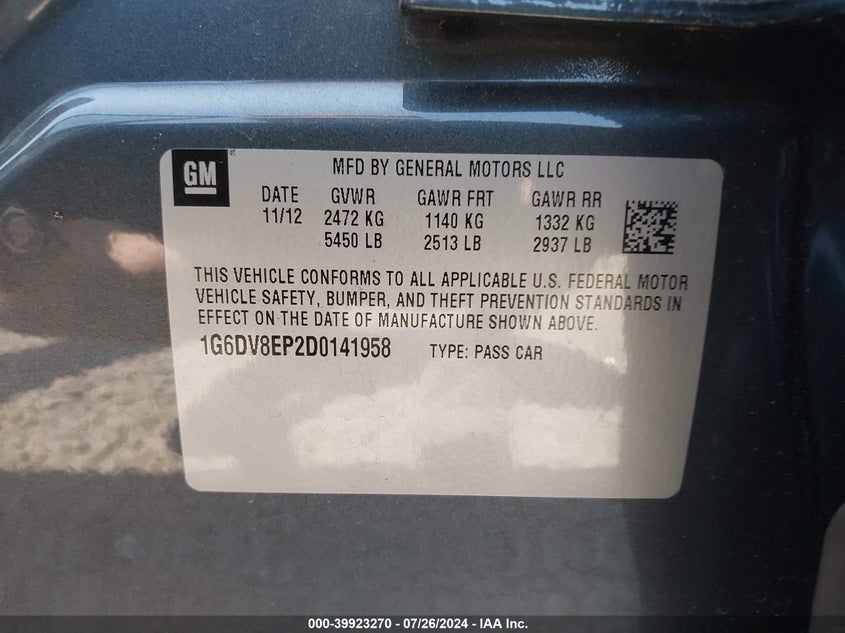 GM
MFD BY GENERAL MOTORS LLC
DATE GVWR GAWR FRT GAWR RR
11/12 2472 KG 1140 KG 1332 KG
5450 LB 2513 LB 2937 LB
THIS VEHICLE CONFORMS TO ALL APPLICABLE U.S. FEDERAL MOTOR
VEHICLE SAFETY, BUMPER, AND THEFT PREVENTION STANDARDS IN
EFFECT ON THE DATE OF MANUFACTURE SHOWN ABOVE.
1G6DV8EP2D0141958 TYPE: PASS CAR
000-39923270 - 07/26/2024 - IAA Inc.